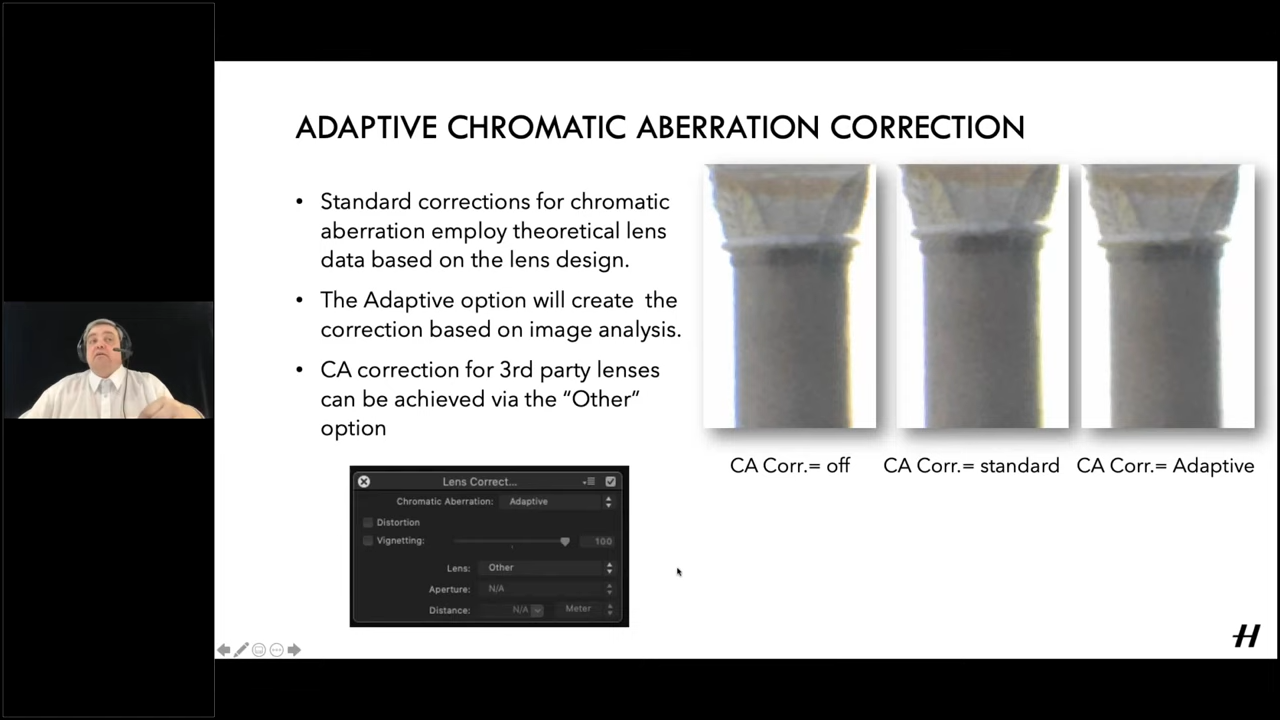 ADAPTIVE CHROMATIC ABERRATION CORRECTION
• Standard corrections for chromatic
aberration employ theoretical lens
data based on the lens design.
• The Adaptive option will create the
correction based on image analysis.
• CA correction for 3rd party lenses
can be achieved via the “Other”
option
CA Corr.= off
CA Corr.= standard
CA Corr.= Adaptive
Lens Correct...
Chromatic Aberration: Adaptive
Distortion
Vignetting: 100
Lens: Other
Aperture: N/A
Distance: N/A Meter
H